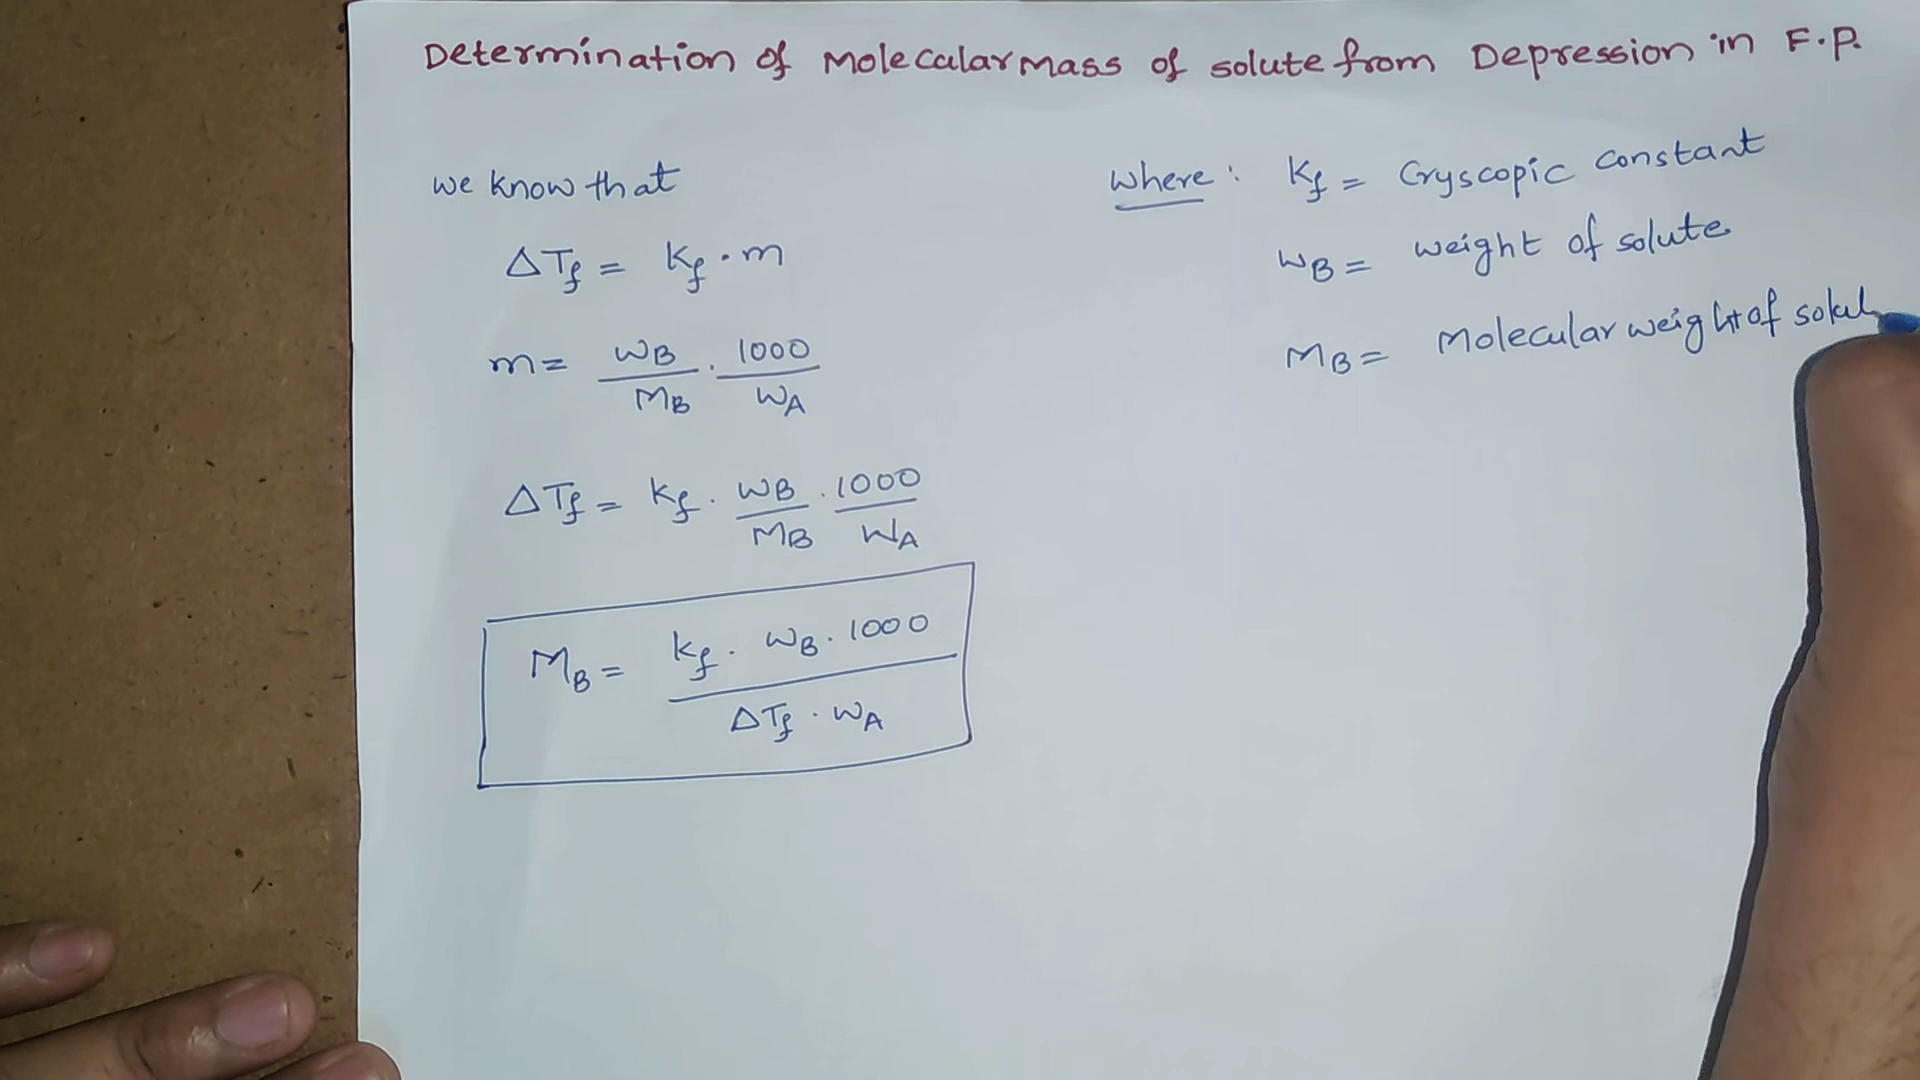 Determination of Molecular Mass of solute from Depression in F.P.
we know that
ΔTf = Kf . m
m = WB/MB . 1000/WA
ΔTf = Kf . WB/MB . 1000/WA
MB = Kf . WB . 1000 / ΔTf . WA
Where : Kf = Cryscopic constant
WB = weight of solute
MB = Molecular weight of